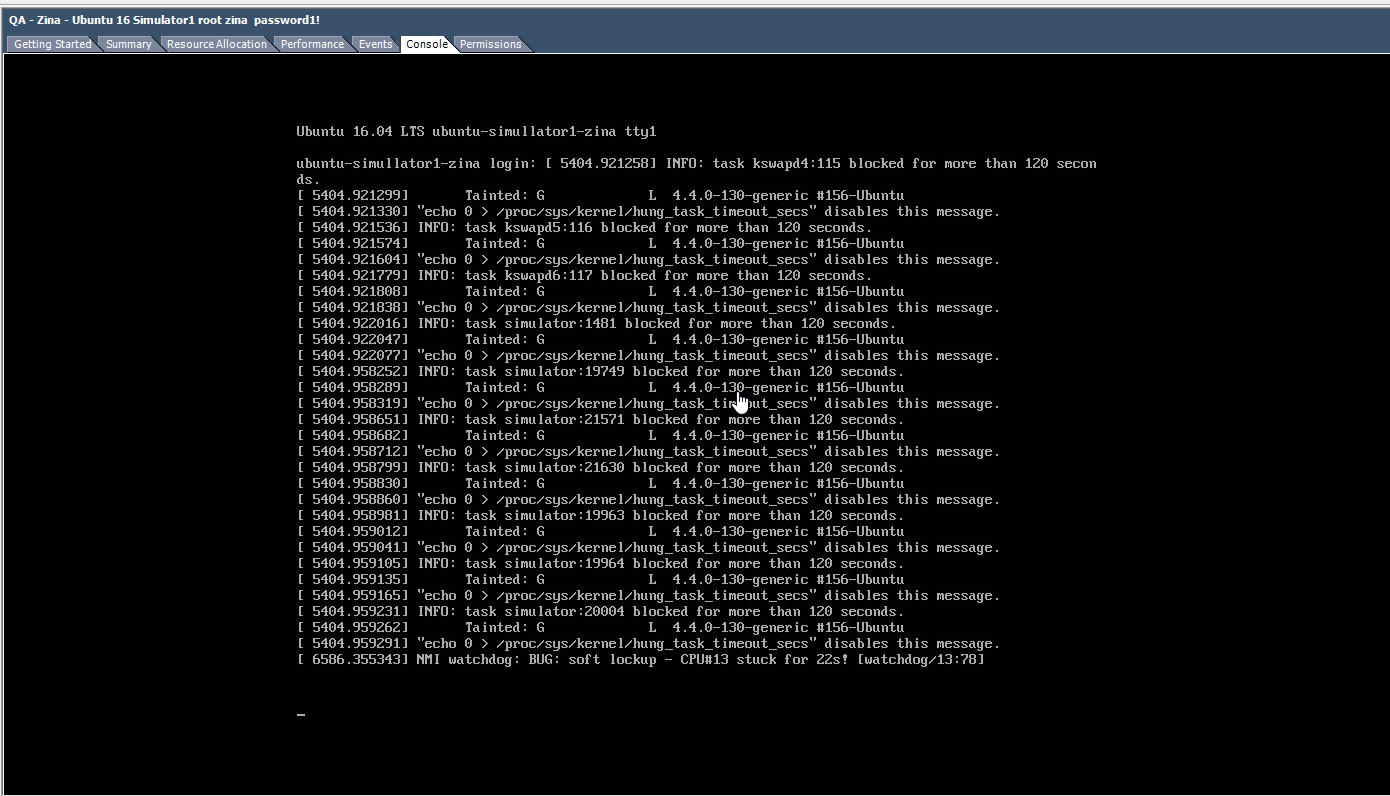 QA - Zina - Ubuntu 16 Simulator1 root zina  password1!
Getting Started Summary Resource Allocation Performance Events Console Permissions
Ubuntu 16.04 LTS ubuntu-simullator1-zina tty1
ubuntu-simullator1-zina login: [ 5404.921258] INFO: task kswapd4:115 blocked for more than 120 secon
ds.
[ 5404.921299]       Tainted: G             L  4.4.0-130-generic #156-Ubuntu
[ 5404.921330] "echo 0 > /proc/sys/kernel/hung_task_timeout_secs" disables this message.
[ 5404.921536] INFO: task kswapd5:116 blocked for more than 120 seconds.
[ 5404.921574]       Tainted: G             L  4.4.0-130-generic #156-Ubuntu
[ 5404.921604] "echo 0 > /proc/sys/kernel/hung_task_timeout_secs" disables this message.
[ 5404.921779] INFO: task kswapd6:117 blocked for more than 120 seconds.
[ 5404.921808]       Tainted: G             L  4.4.0-130-generic #156-Ubuntu
[ 5404.921838] "echo 0 > /proc/sys/kernel/hung_task_timeout_secs" disables this message.
[ 5404.922016] INFO: task simulator:1481 blocked for more than 120 seconds.
[ 5404.922047]       Tainted: G             L  4.4.0-130-generic #156-Ubuntu
[ 5404.922077] "echo 0 > /proc/sys/kernel/hung_task_timeout_secs" disables this message.
[ 5404.958252] INFO: task simulator:19749 blocked for more than 120 seconds.
[ 5404.958289]       Tainted: G             L  4.4.0-130-generic #156-Ubuntu
[ 5404.958319] "echo 0 > /proc/sys/kernel/hung_task_timeout_secs" disables this message.
[ 5404.958651] INFO: task simulator:21571 blocked for more than 120 seconds.
[ 5404.958682]       Tainted: G             L  4.4.0-130-generic #156-Ubuntu
[ 5404.958712] "echo 0 > /proc/sys/kernel/hung_task_timeout_secs" disables this message.
[ 5404.958799] INFO: task simulator:21630 blocked for more than 120 seconds.
[ 5404.958830]       Tainted: G             L  4.4.0-130-generic #156-Ubuntu
[ 5404.958860] "echo 0 > /proc/sys/kernel/hung_task_timeout_secs" disables this message.
[ 5404.958981] INFO: task simulator:19963 blocked for more than 120 seconds.
[ 5404.959012]       Tainted: G             L  4.4.0-130-generic #156-Ubuntu
[ 5404.959041] "echo 0 > /proc/sys/kernel/hung_task_timeout_secs" disables this message.
[ 5404.959105] INFO: task simulator:19964 blocked for more than 120 seconds.
[ 5404.959135]       Tainted: G             L  4.4.0-130-generic #156-Ubuntu
[ 5404.959165] "echo 0 > /proc/sys/kernel/hung_task_timeout_secs" disables this message.
[ 5404.959231] INFO: task simulator:20004 blocked for more than 120 seconds.
[ 5404.959262]       Tainted: G             L  4.4.0-130-generic #156-Ubuntu
[ 5404.959291] "echo 0 > /proc/sys/kernel/hung_task_timeout_secs" disables this message.
[ 6586.355343] NMI watchdog: BUG: soft lockup - CPU#13 stuck for 22s! [watchdog/13:78]
_